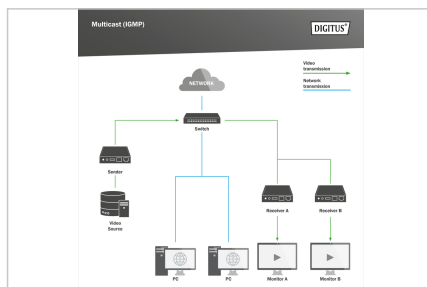 Multicast (IGMP)
DIGITUS®
Video
transmission
Network
transmission
NETWORK
Switch
Sender
Receiver A
Receiver B
Video
Source
PC
PC
Monitor A
Monitor B